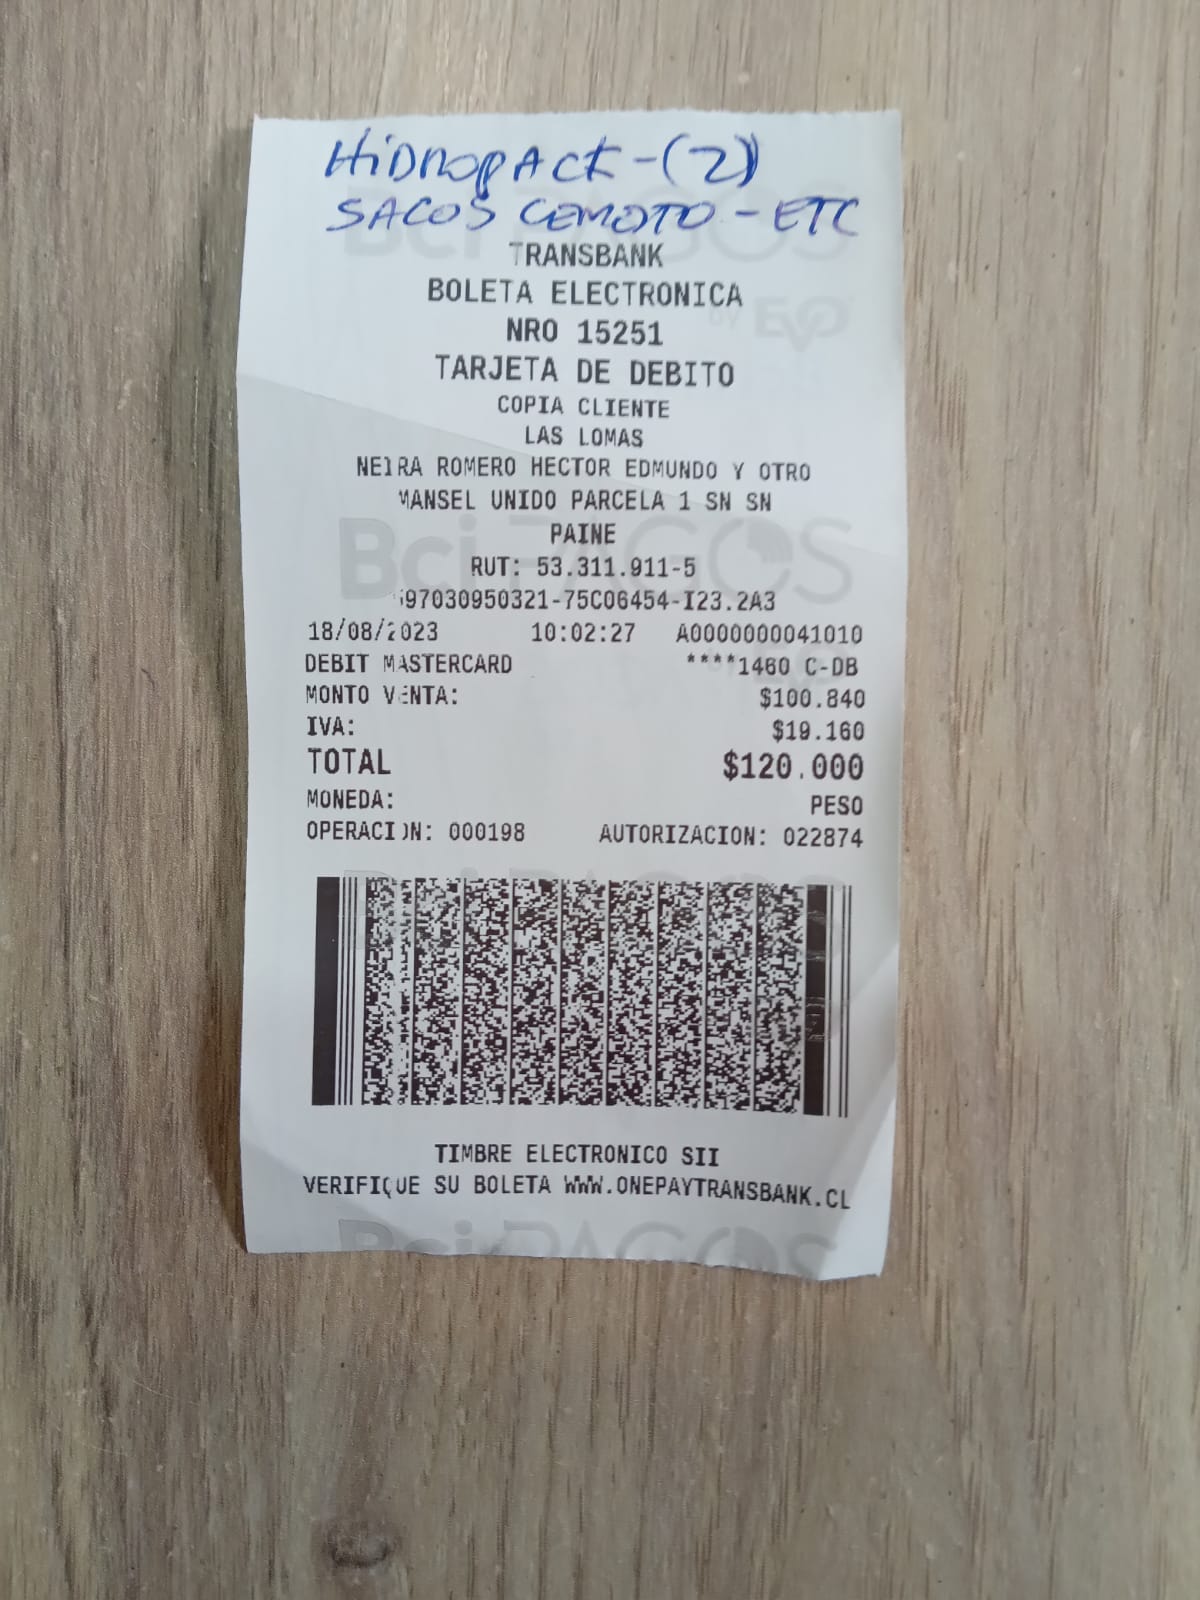 HIDROPACK - (2)
SACOS CEMETO - ETC
TRANSBANK
BOLETA ELECTRONICA
NRO 15251
TARJETA DE DEBITO
COPIA CLIENTE
LAS LOMAS
NEIRA ROMERO HECTOR EDMUNDO Y OTRO
MANSEL UNIDO PARCELA 1 SN SN
PAINE
RUT: 53.311.911-5
597030950321-75C06454-I23.2A3
18/08/2023 10:02:27 A0000000041010
DEBIT MASTERCARD ****1460 C-DB
MONTO VENTA: $100.840
IVA: $19.160
TOTAL $120.000
MONEDA: PESO
OPERACION: 000198 AUTORIZACION: 022874
TIMBRE ELECTRONICO SII
VERIFIQUE SU BOLETA WWW.ONEPAYTRANSBANK.CL